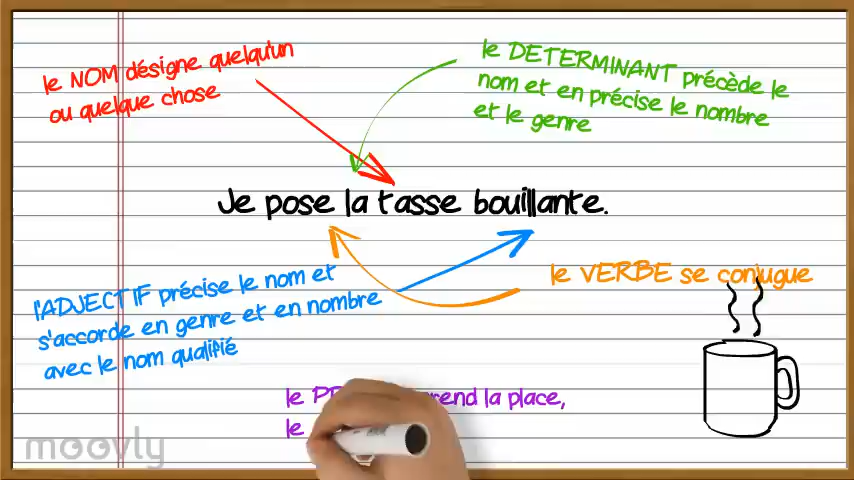 le NOM désigne quelqu'un
ou quelque chose
le DETERMINANT précède le
nom et en précise le nombre
et le genre
Je pose la tasse bouillante.
le VERBE se conjugue
l'ADJECTIF précise le nom et
s'accorde en genre et en nombre
avec le nom qualifié
le rend la place,
le
moovly